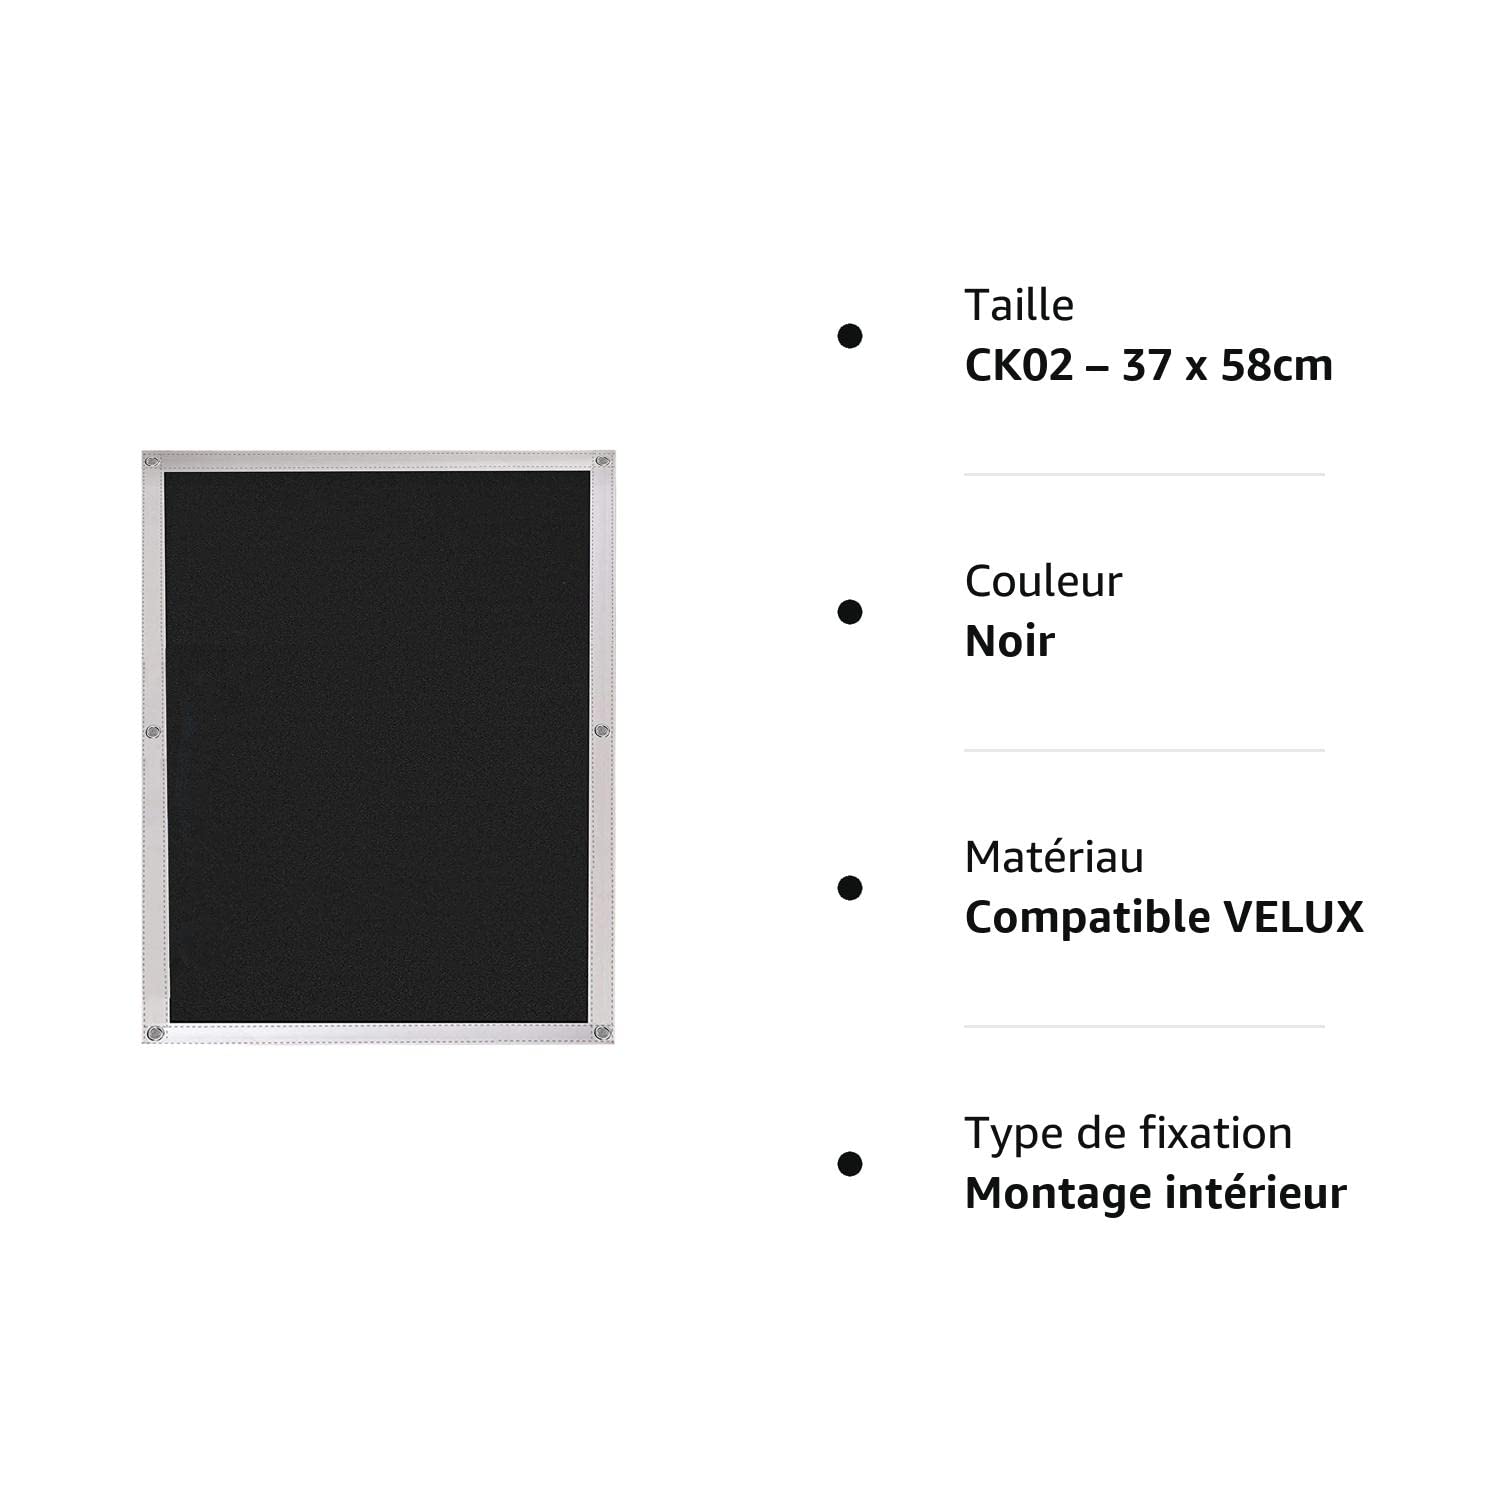 Taille
CK02 – 37 x 58cm
Couleur
Noir
Matériau
Compatible VELUX
Type de fixation
Montage intérieur